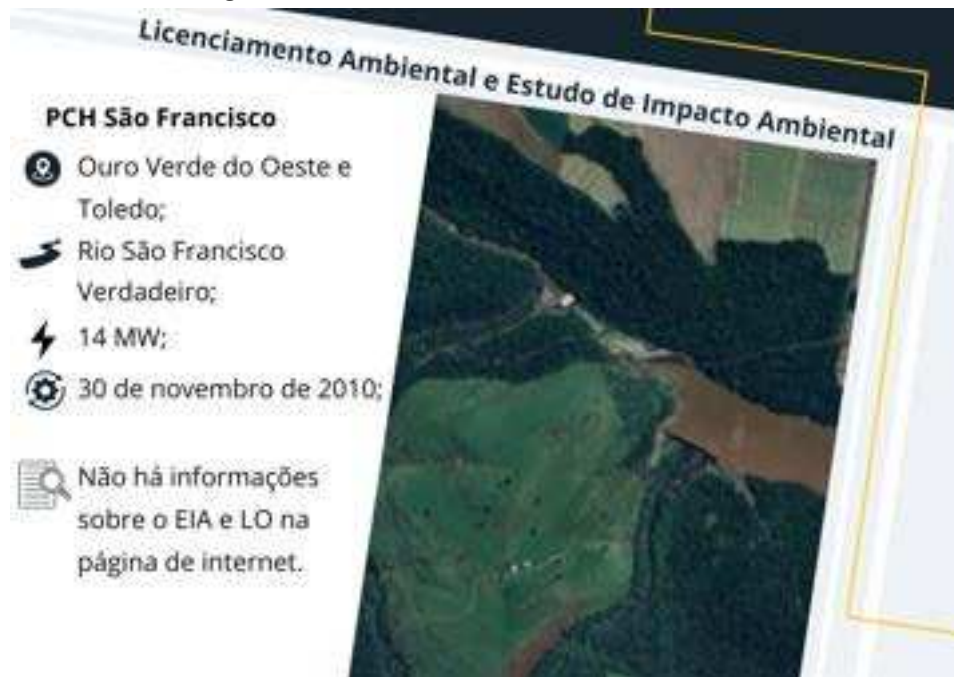 Licenciamento Ambiental e Estudo de Impacto Ambiental
PCH São Francisco
Ouro Verde do Oeste e
Toledo;
Rio São Francisco
Verdadeiro;
14 MW;
30 de novembro de 2010;
Não há informações
sobre o EIA e LO na
página de internet.